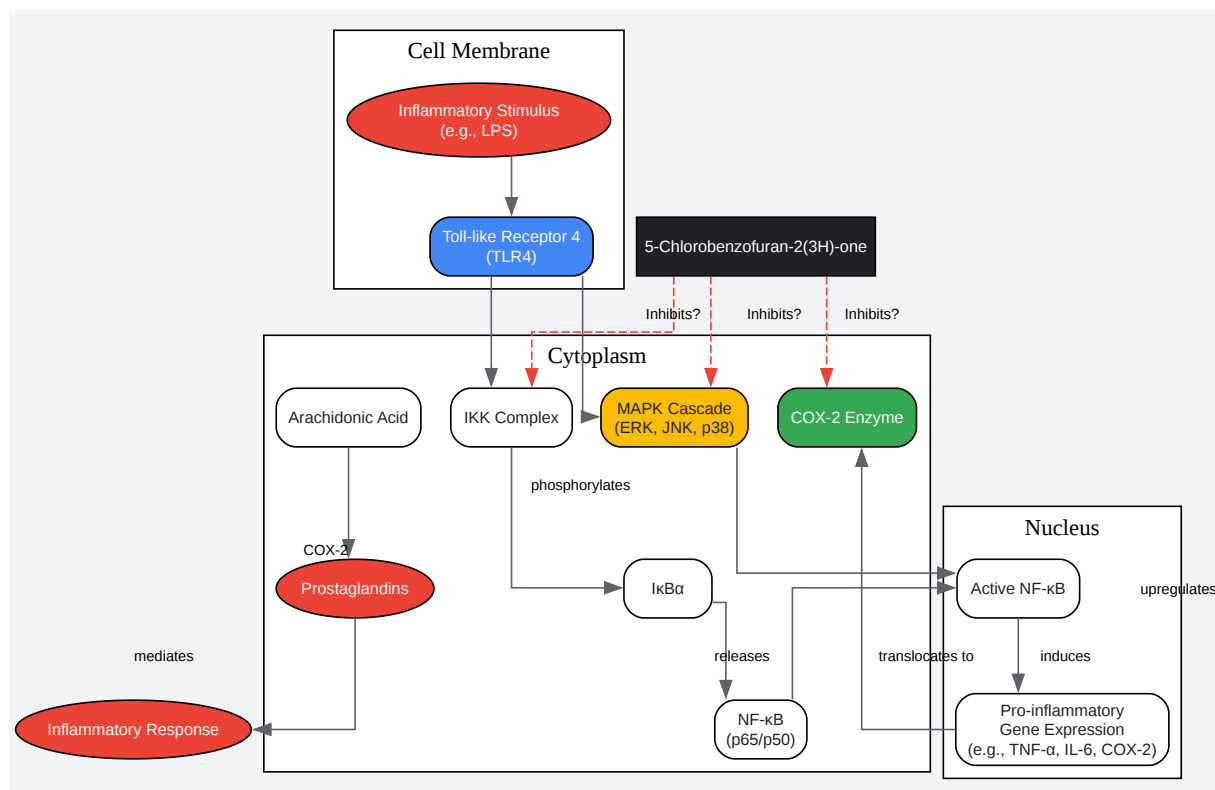 Cell Membrane
Inflammatory Stimulus
(e.g., LPS)
Toll-like Receptor 4
(TLR4)
5-Chlorobenzofuran-2(3H)-one
Inhibits?
Inhibits?
Inhibits?
Cytoplasm
Arachidonic Acid
IKK Complex
MAPK Cascade
(ERK, JNK, p38)
COX-2 Enzyme
phosphorylates
Nucleus
COX-2
Prostaglandins
IκBα
Active NF-κB
upregulates
mediates
releases
translocates to
induces
Inflammatory Response
NF-κB
(p65/p50)
Pro-inflammatory
Gene Expression
(e.g., TNF-α, IL-6, COX-2)